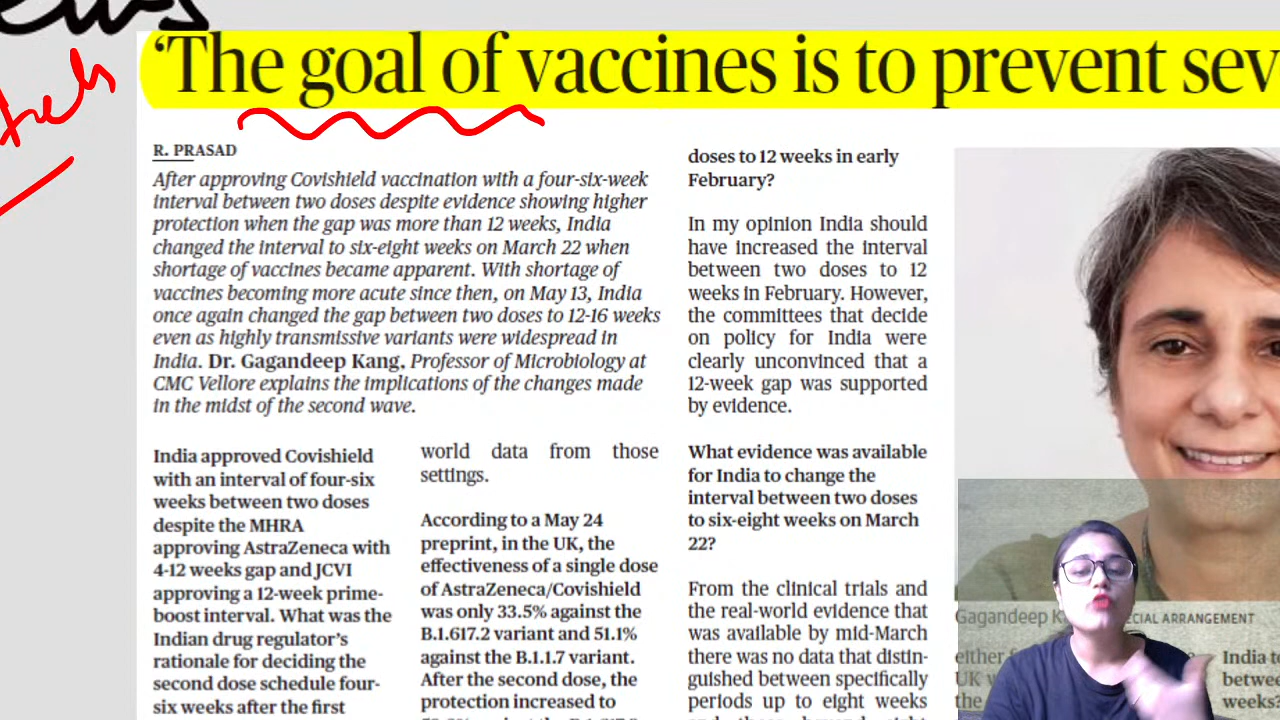 ‘The goal of vaccines is to prevent sev
R. PRASAD
After approving Covishield vaccination with a four-six-week
interval between two doses despite evidence showing higher
protection when the gap was more than 12 weeks, India
changed the interval to six-eight weeks on March 22 when
shortage of vaccines became apparent. With shortage of
vaccines becoming more acute since then, on May 13, India
once again changed the gap between two doses to 12-16 weeks
even as highly transmissive variants were widespread in
India. Dr. Gagandeep Kang, Professor of Microbiology at
CMC Vellore explains the implications of the changes made
in the midst of the second wave.
India approved Covishield
with an interval of four-six
weeks between two doses
despite the MHRA
approving AstraZeneca with
4-12 weeks gap and JCVI
approving a 12-week prime-
boost interval. What was the
Indian drug regulator’s
rationale for deciding the
second dose schedule four-
six weeks after the first
world data from those
settings.
According to a May 24
preprint, in the UK, the
effectiveness of a single dose
of AstraZeneca/Covishield
was only 33.5% against the
B.1.617.2 variant and 51.1%
against the B.1.1.7 variant.
After the second dose, the
protection increased to
doses to 12 weeks in early
February?
In my opinion India should
have increased the interval
between two doses to 12
weeks in February. However,
the committees that decide
on policy for India were
clearly unconvinced that a
12-week gap was supported
by evidence.
What evidence was available
for India to change the
interval between two doses
to six-eight weeks on March
22?
From the clinical trials and
the real-world evidence that
was available by mid-March
there was no data that distin-
guished between specifically
periods up to eight weeks
Gagandeep K
ECIAL ARRANGEMENT
either
UK
the
India t
betwee
weeks?